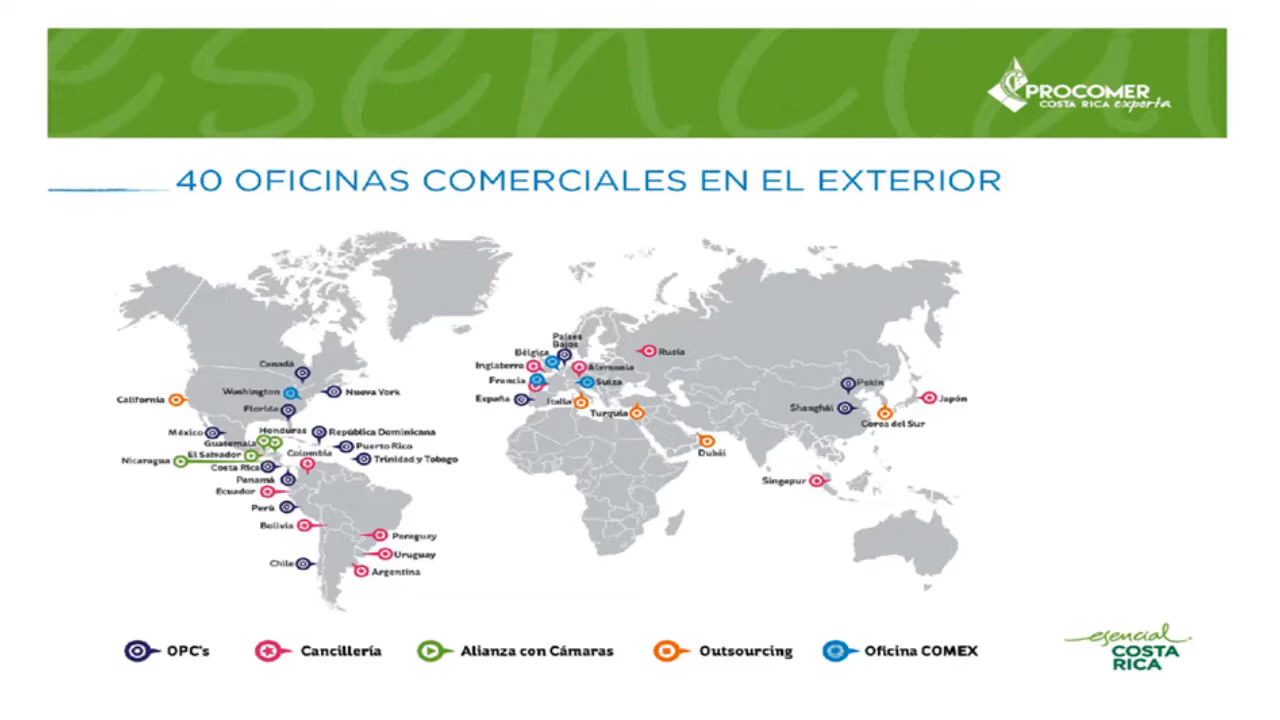 esencial
PROCOMER
COSTA RICA exporta
40 OFICINAS COMERCIALES EN EL EXTERIOR
Países
Bajos
Bélgica
Rusia
Canadá
Inglaterra
Alemania
Francia
Suiza
Washington
Nueva York
Pekín
California
España
Italia
Japón
Florida
Turquía
Shanghái
Corea del Sur
México
Honduras
República Dominicana
Guatemala
Puerto Rico
El Salvador
Colombia
Dubái
Nicaragua
Trinidad y Tobago
Costa Rica
Panamá
Singapur
Ecuador
Perú
Bolivia
Paraguay
Uruguay
Chile
Argentina
OPC's
Cancillería
Alianza con Cámaras
Outsourcing
Oficina COMEX
esencial
COSTA
RICA